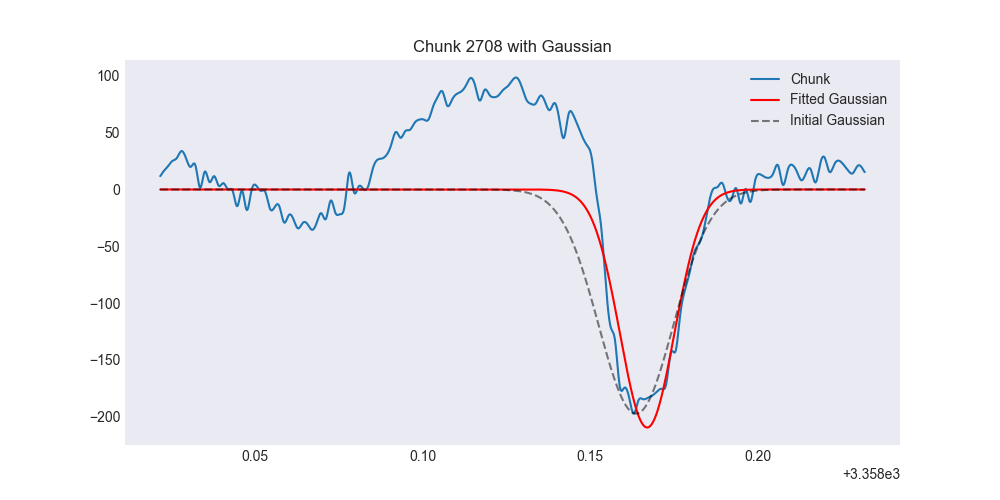 Chunk 2708 with Gaussian
100
50
0
−50
−100
−150
−200
Chunk
Fitted Gaussian
Initial Gaussian
0.05
0.10
0.15
0.20
+3.358e3